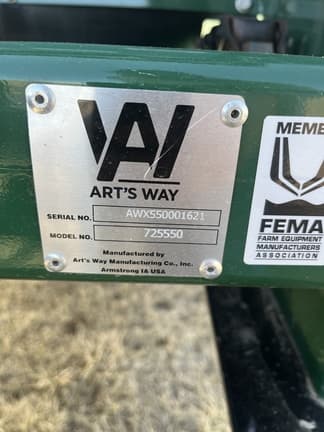 AW
ART'S WAY
SERIAL NO. AWX550001621
MODEL NO. 725550
Manufactured by
Art's Way Manufacturing Co., Inc.
Armstrong IA USA
MEMBE
FEMA
FARM EQUIPMENT
MANUFACTURERS
ASSOCIATION